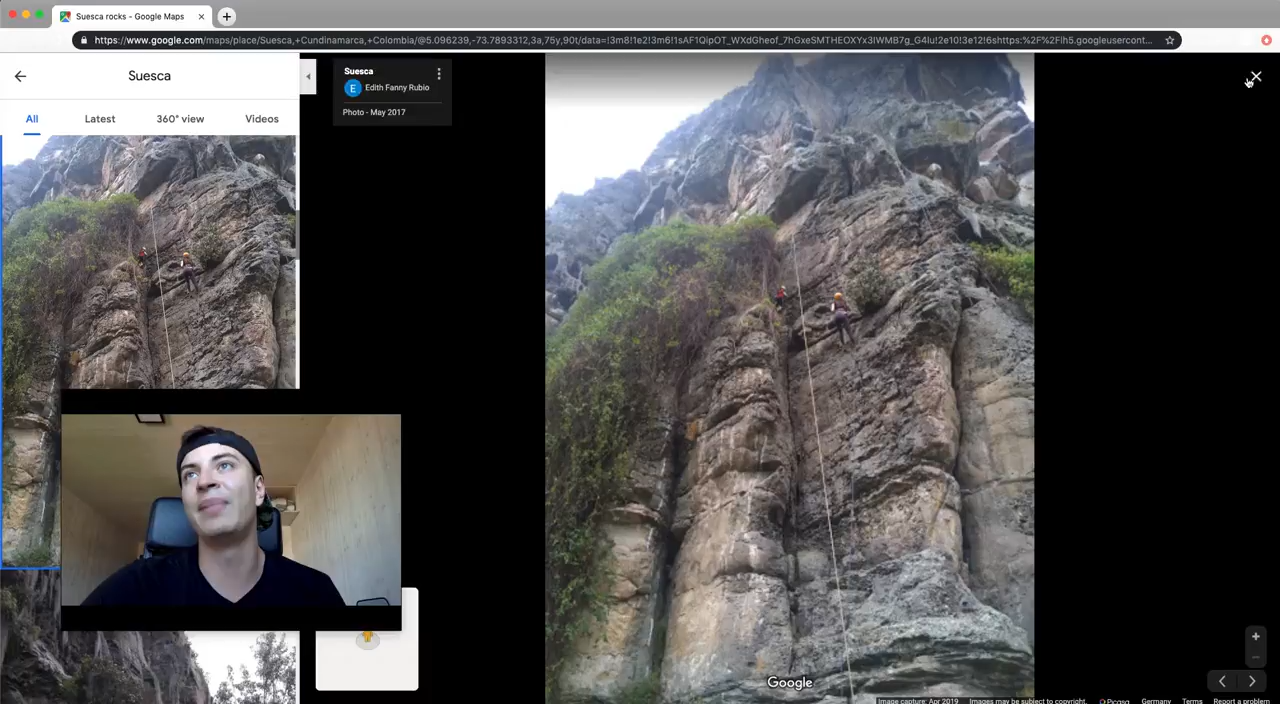 Suesca rocks - Google Maps
https://www.google.com/maps/place/Suesca,+Cundinamarca,+Colombia/@5.096239,-73.7893312,3a,75y,90t/data=!3m8!1e2!3m6!1sAF1QipOT_WXdGheof_7hGxeSMTHEOXYx3IWMB7g_G4Iu!2e10!3e12!6shttps:%2F%2Flh5.googleusercont...
Suesca
All
Latest
360° view
Videos
Suesca
E
Edith Fanny Rubio
Photo - May 2017
Google
Image capture: Apr 2019
Images may be subject to copyright.
Picasa
Germany
Terms
Report a problem